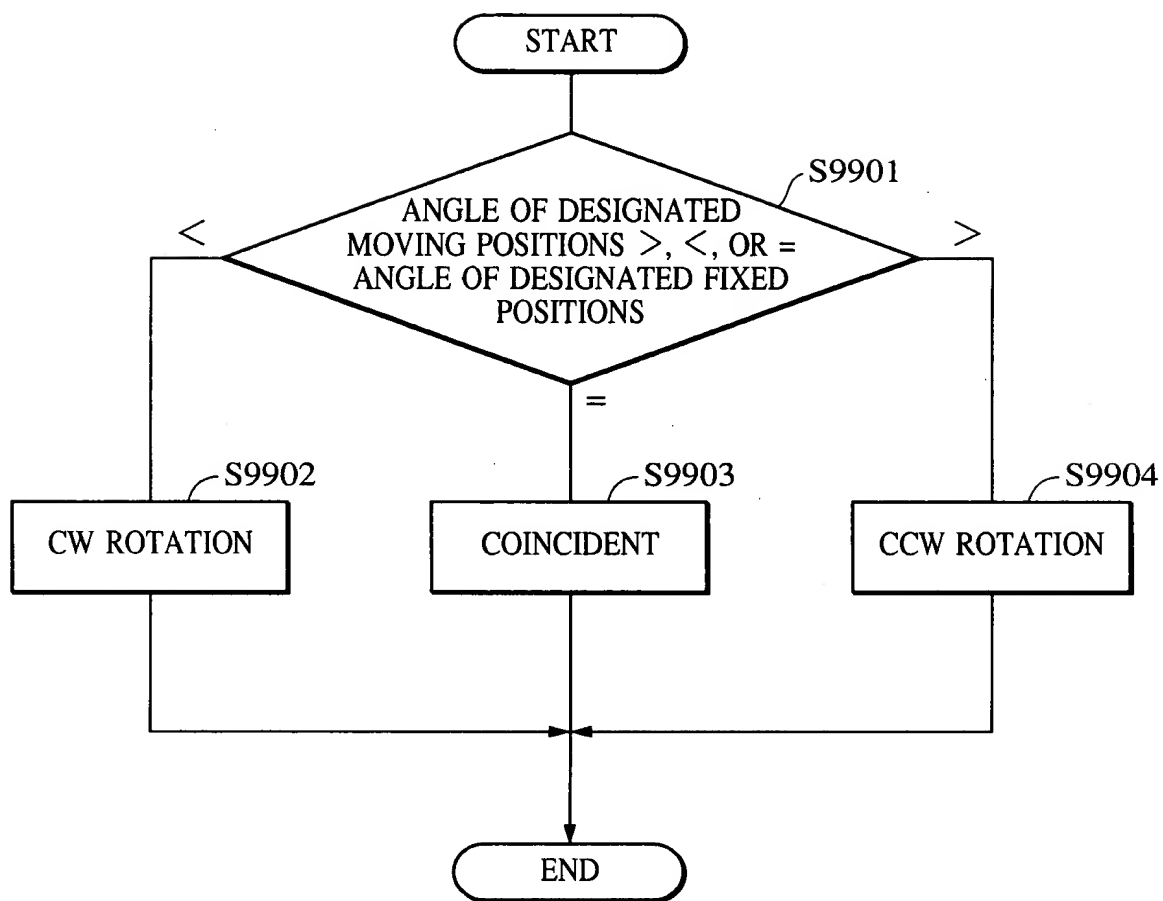 START
S9901
ANGLE OF DESIGNATED
MOVING POSITIONS >, <, OR =
ANGLE OF DESIGNATED FIXED
POSITIONS
<
>
=
S9902
S9903
S9904
CW ROTATION
COINCIDENT
CCW ROTATION
END